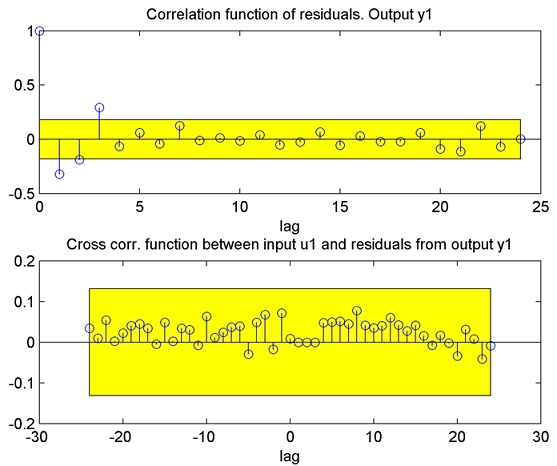 Correlation function of residuals. Output y1
1
0.5
0
-0.5
0 5 10 15 20 25
lag
Cross corr. function between input u1 and residuals from output y1
0.2
0.1
0
-0.1
-0.2
-30 -20 -10 0 10 20 30
lag